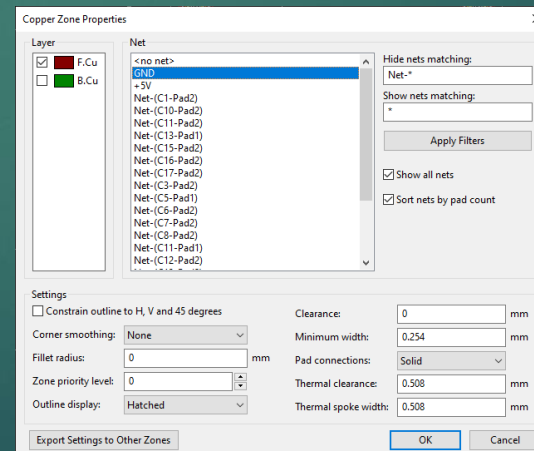 Copper Zone Properties
Layer
F.Cu
B.Cu
Net
<no net>
GND
+5V
Net-(C1-Pad2)
Net-(C10-Pad2)
Net-(C11-Pad2)
Net-(C13-Pad1)
Net-(C15-Pad2)
Net-(C16-Pad2)
Net-(C17-Pad2)
Net-(C3-Pad2)
Net-(C5-Pad1)
Net-(C6-Pad2)
Net-(C7-Pad2)
Net-(C8-Pad2)
Net-(C11-Pad1)
Net-(C12-Pad2)
Hide nets matching:
Net-*
Show nets matching:
*
Apply Filters
Show all nets
Sort nets by pad count
Settings
Constrain outline to H, V and 45 degrees
Corner smoothing: None
Fillet radius: 0 mm
Zone priority level: 0
Outline display: Hatched
Clearance: 0 mm
Minimum width: 0.254 mm
Pad connections: Solid
Thermal clearance: 0.508 mm
Thermal spoke width: 0.508 mm
Export Settings to Other Zones
OK
Cancel